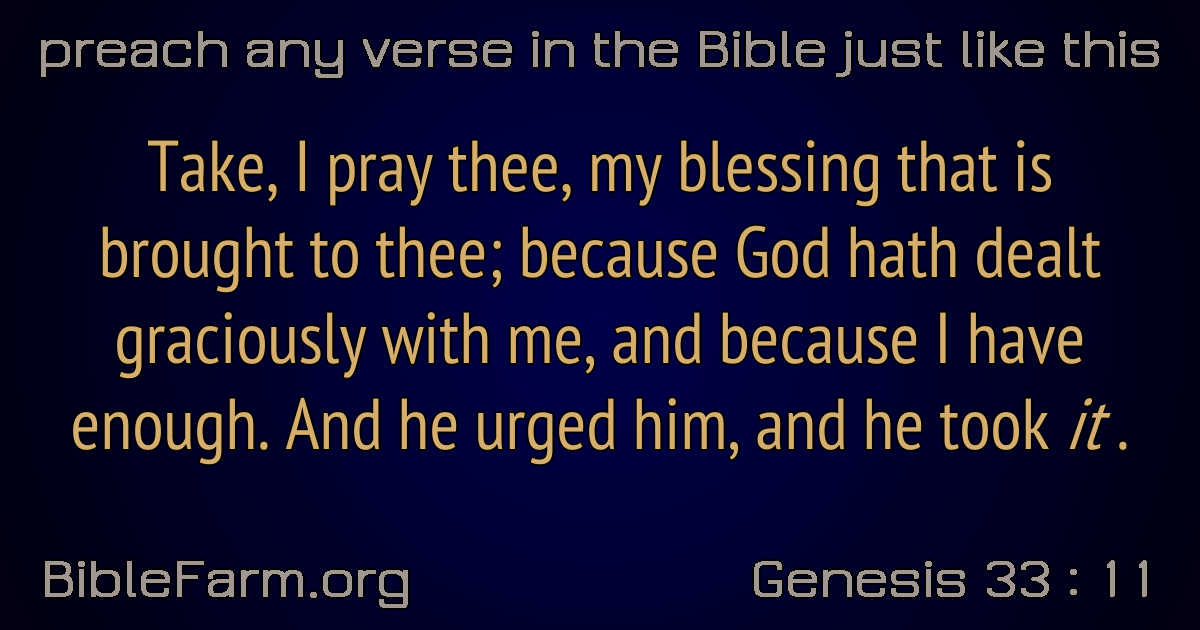 preach any verse in the Bible just like this
Take, I pray thee, my blessing that is
brought to thee; because God hath dealt
graciously with me, and because I have
enough. And he urged him, and he took it .
BibleFarm.org
Genesis 33 : 11